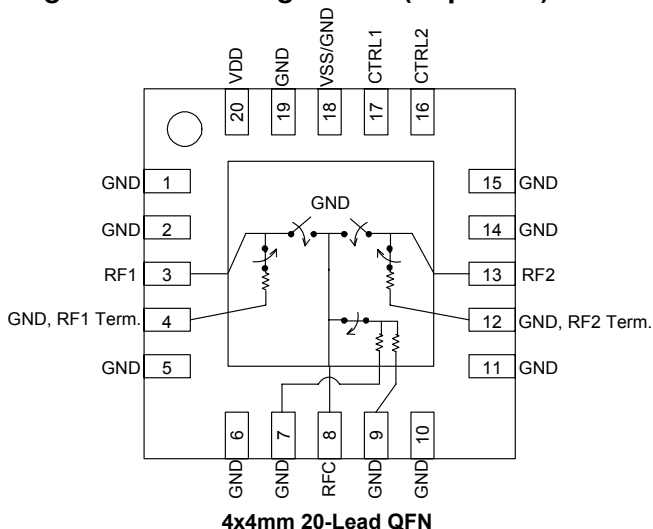 VDD
GND
VSS/GND
CTRL1
CTRL2
20
19
18
17
16
GND 1
15 GND
GND
GND 2
14 GND
RF1 3
13 RF2
GND, RF1 Term. 4
12 GND, RF2 Term.
GND 5
11 GND
6
7
8
9
10
GND
GND
RFC
GND
GND
4x4mm 20-Lead QFN